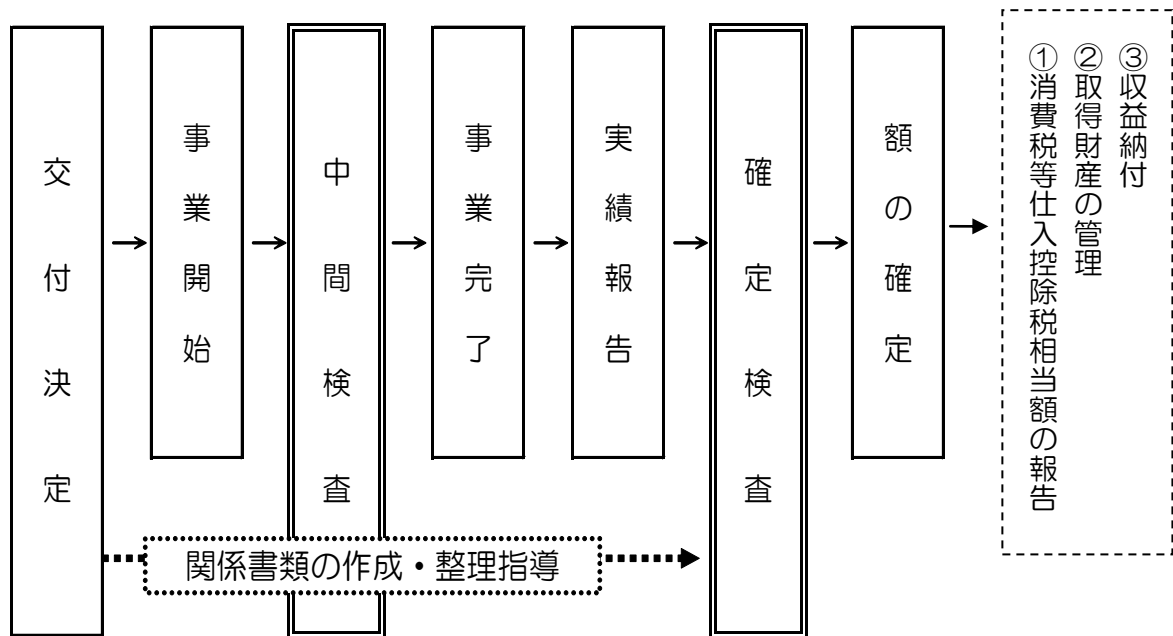 交付決定
事業開始
中間検査
事業完了
実績報告
確定検査
額の確定
③収益納付
②取得財産の管理
①消費税等仕入控除税相当額の報告
関係書類の作成・整理指導